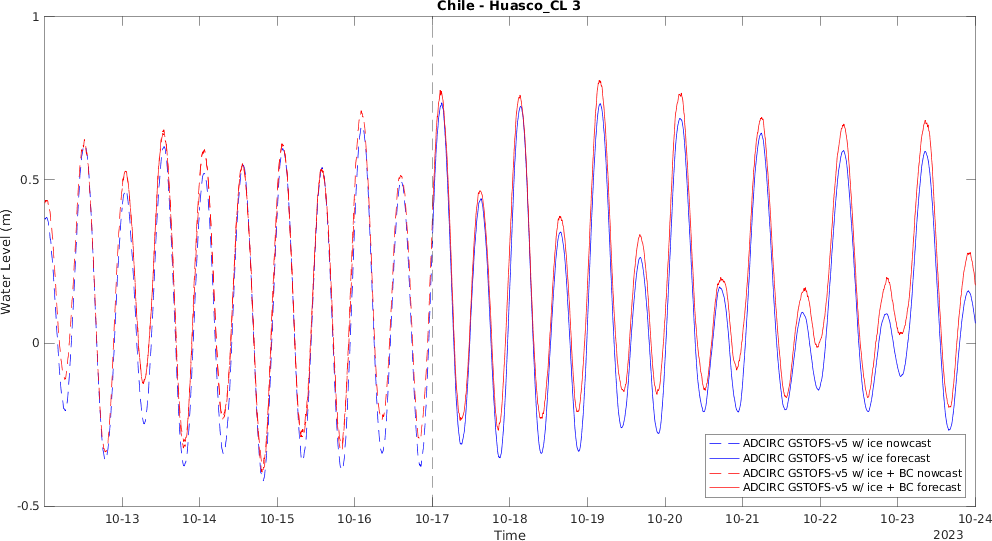 Chile - Huasco_CL 3
1
0.5
0
-0.5
Water Level (m)
10-13 10-14 10-15 10-16 10-17 10-18 10-19 10-20 10-21 10-22 10-23 10-24
Time
2023
ADCIRC GSTOFS-v5 w/ ice nowcast
ADCIRC GSTOFS-v5 w/ ice forecast
ADCIRC GSTOFS-v5 w/ ice + BC nowcast
ADCIRC GSTOFS-v5 w/ ice + BC forecast